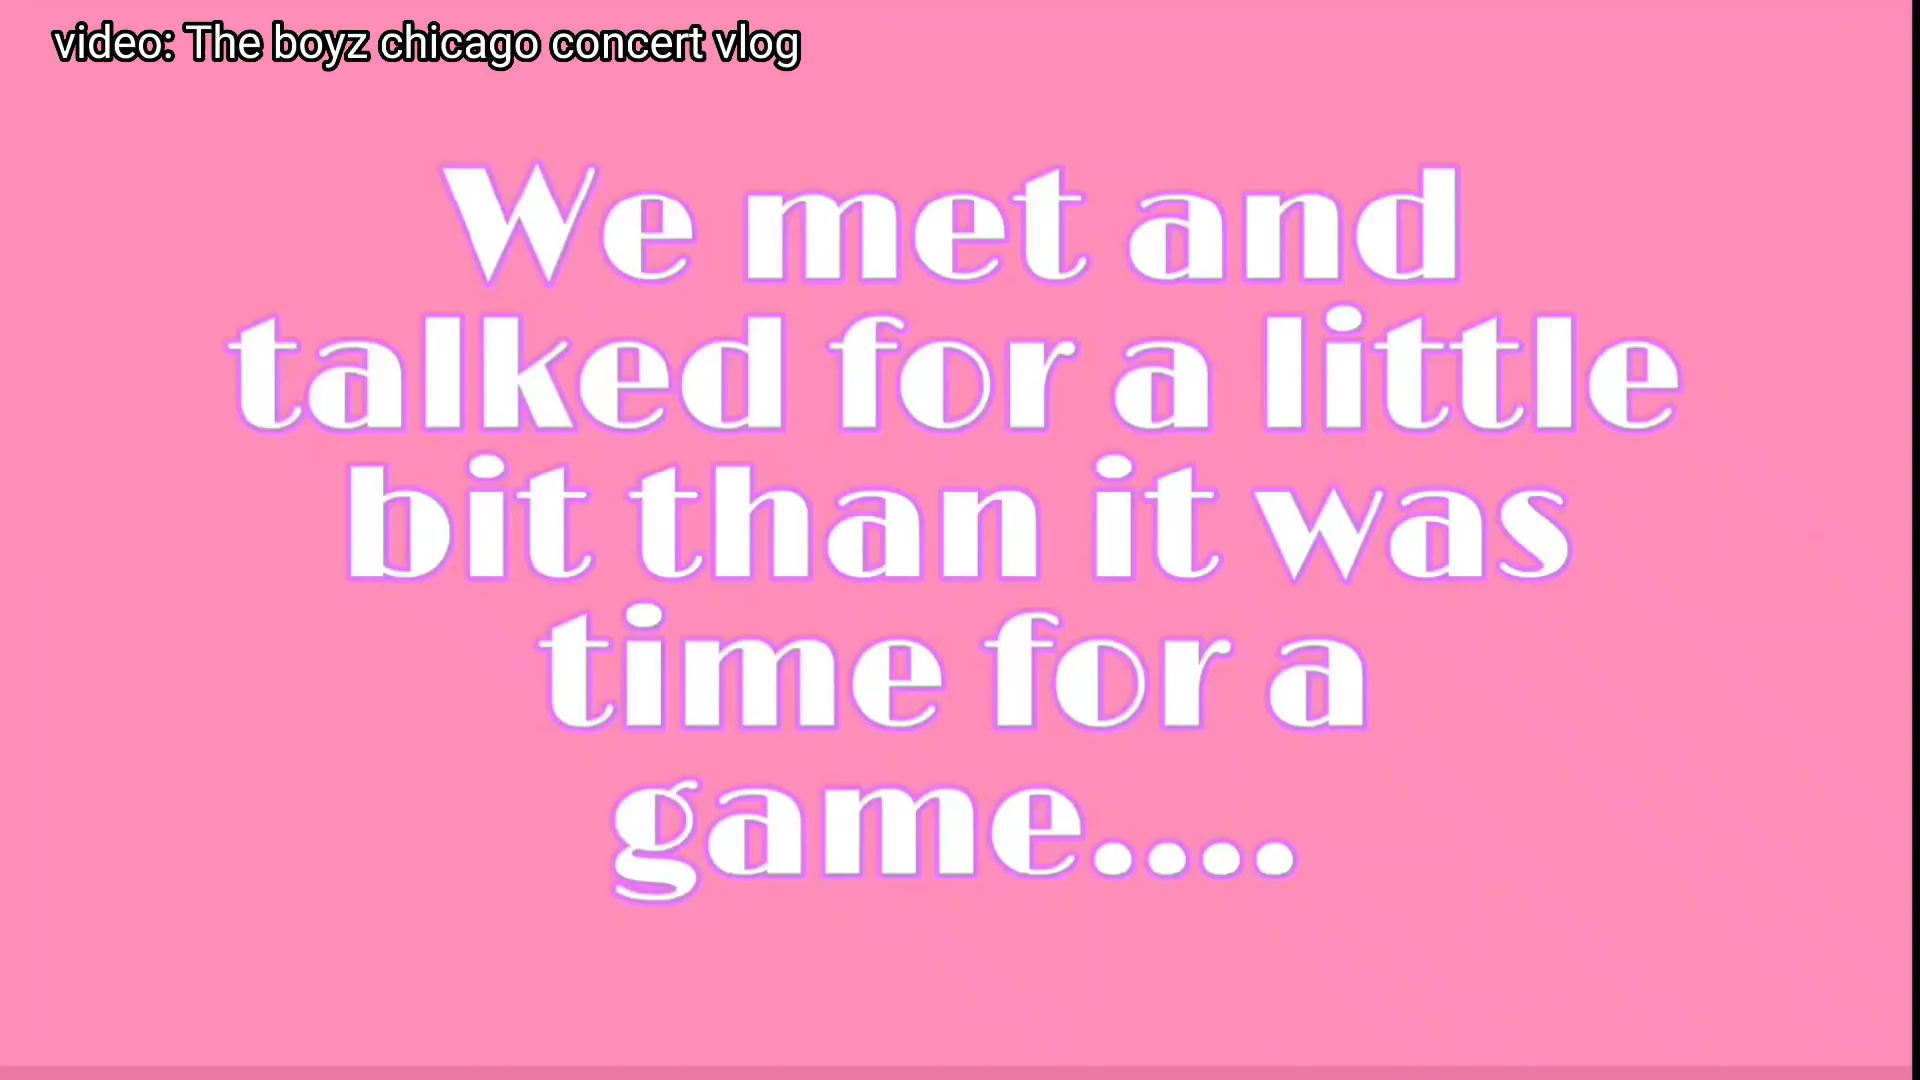 video: The boyz chicago concert vlog
We met and
talked for a little
bit than it was
time for a
game....